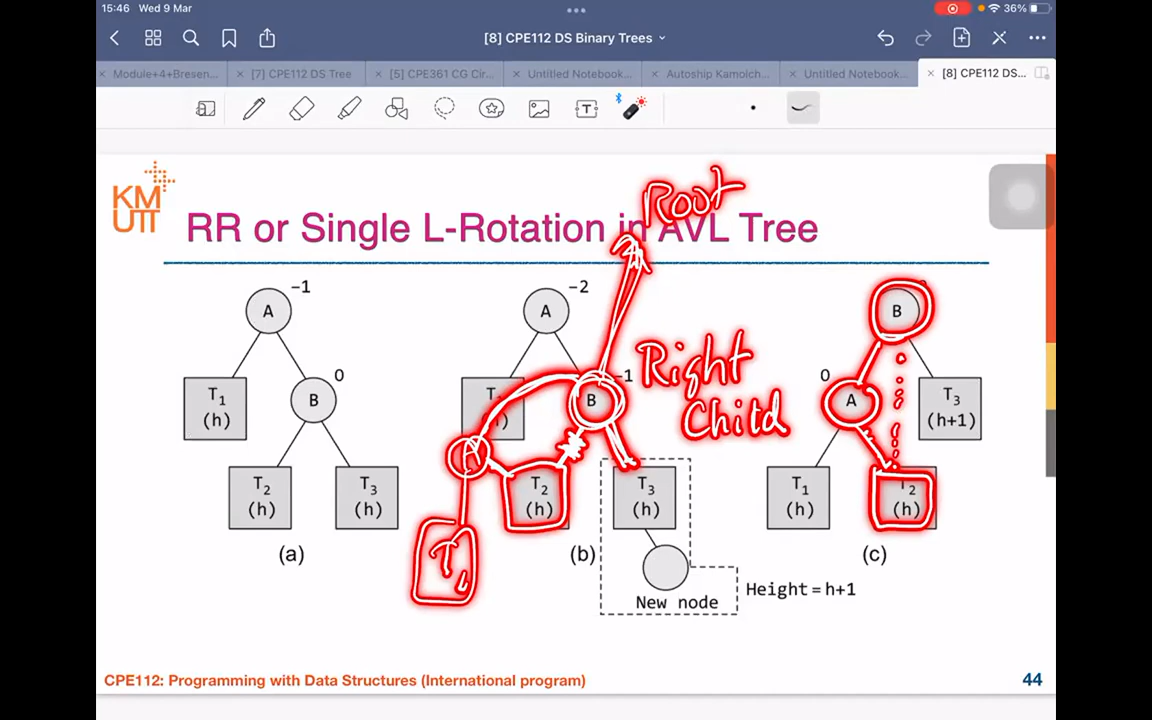 15:46 Wed 9 Mar
36%
[8] CPE112 DS Binary Trees
Module+4+Bresen...
[7] CPE112 DS Tree
[5] CPE361 CG Cir...
Untitled Notebook...
Autoship Kamolch...
Untitled Notebook...
[8] CPE112 DS...
KM
UTT
Root
RR or Single L-Rotation in AVL Tree
A
−1
B
0
T1
(h)
T2
(h)
T3
(h)
(a)
A
−2
B
−1
Right
Child
A
T1
T2
(h)
T3
(h)
New node
Height = h+1
(b)
B
0
A
T3
(h+1)
T1
(h)
T2
(h)
(c)
CPE112: Programming with Data Structures (International program)
44